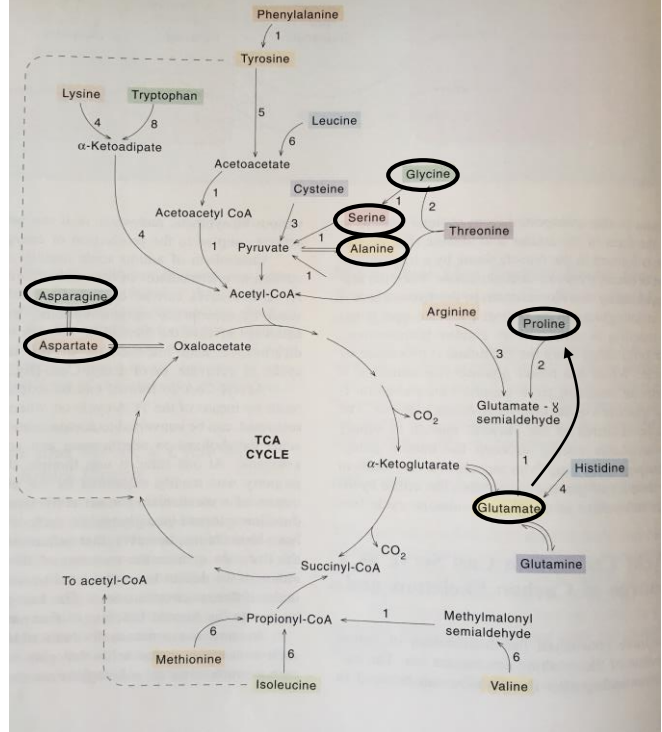 Phenylalanine
1
Tyrosine
Lysine
Tryptophan
4
8
α-Ketoadipate
5
Leucine
6
Acetoacetate
1
Acetoacetyl CoA
Cysteine
3
Glycine
1
2
Serine
1
Threonine
Pyruvate
Alanine
1
4
1
Acetyl-CoA
Asparagine
Aspartate
Oxaloacetate
Arginine
Proline
3
2
Glutamate - ४
semialdehyde
CO2
TCA
CYCLE
1
α-Ketoglutarate
Histidine
4
Glutamate
Glutamine
CO2
Succinyl-CoA
To acetyl-CoA
Propionyl-CoA
1
Methylmalonyl
semialdehyde
6
6
6
Methionine
Isoleucine
Valine